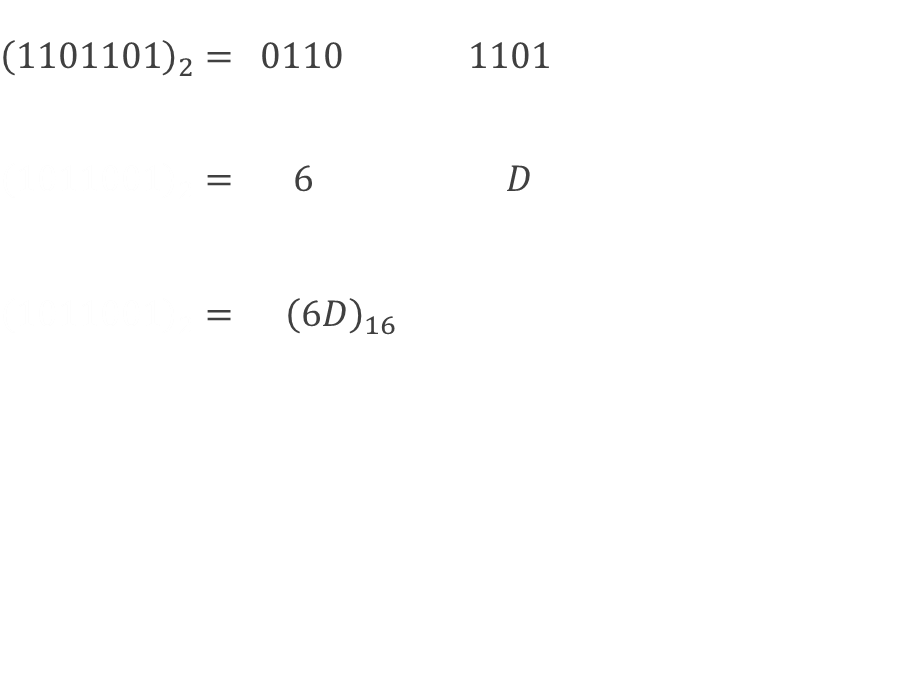 (1101101)₂ = 0110 1101
= 6 D
= (6D)₁₆